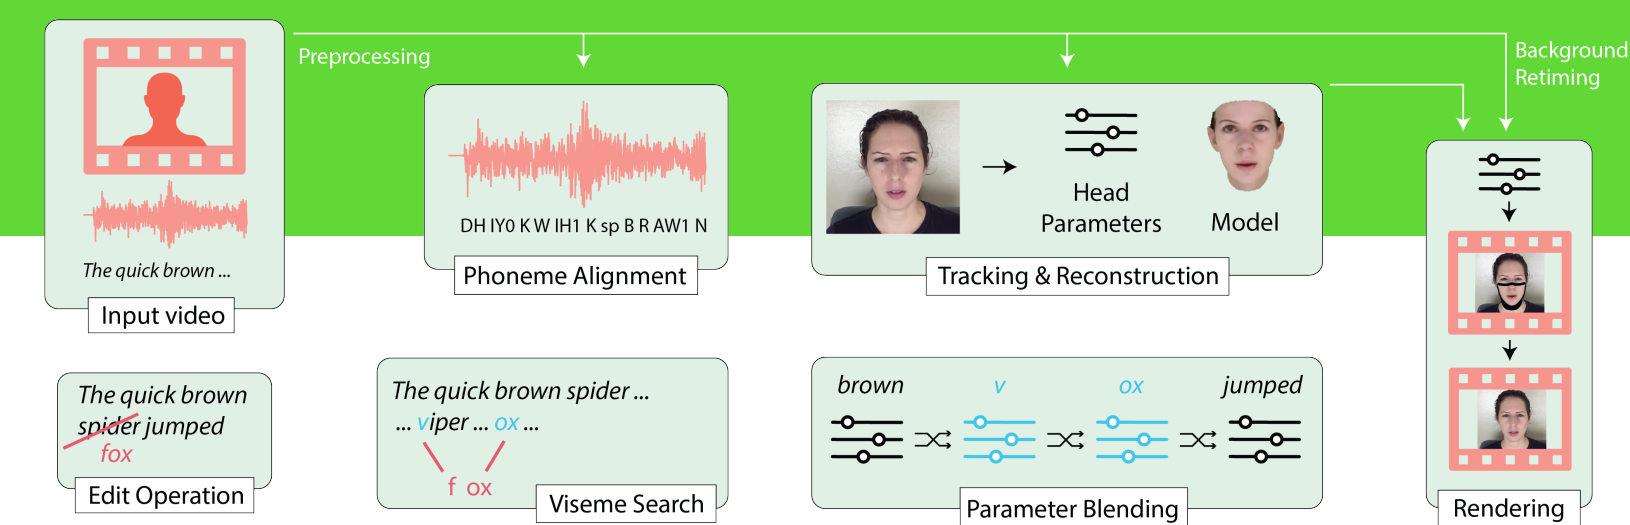 Preprocessing
Background
Retiming
The quick brown ...
Input video
DH IY0 K W IH1 K sp B R AW1 N
Phoneme Alignment
Head
Parameters
Model
Tracking & Reconstruction
The quick brown
spider jumped
fox
Edit Operation
The quick brown spider ...
... viper ... ox ...
f ox
Viseme Search
brown v ox jumped
Parameter Blending
Rendering